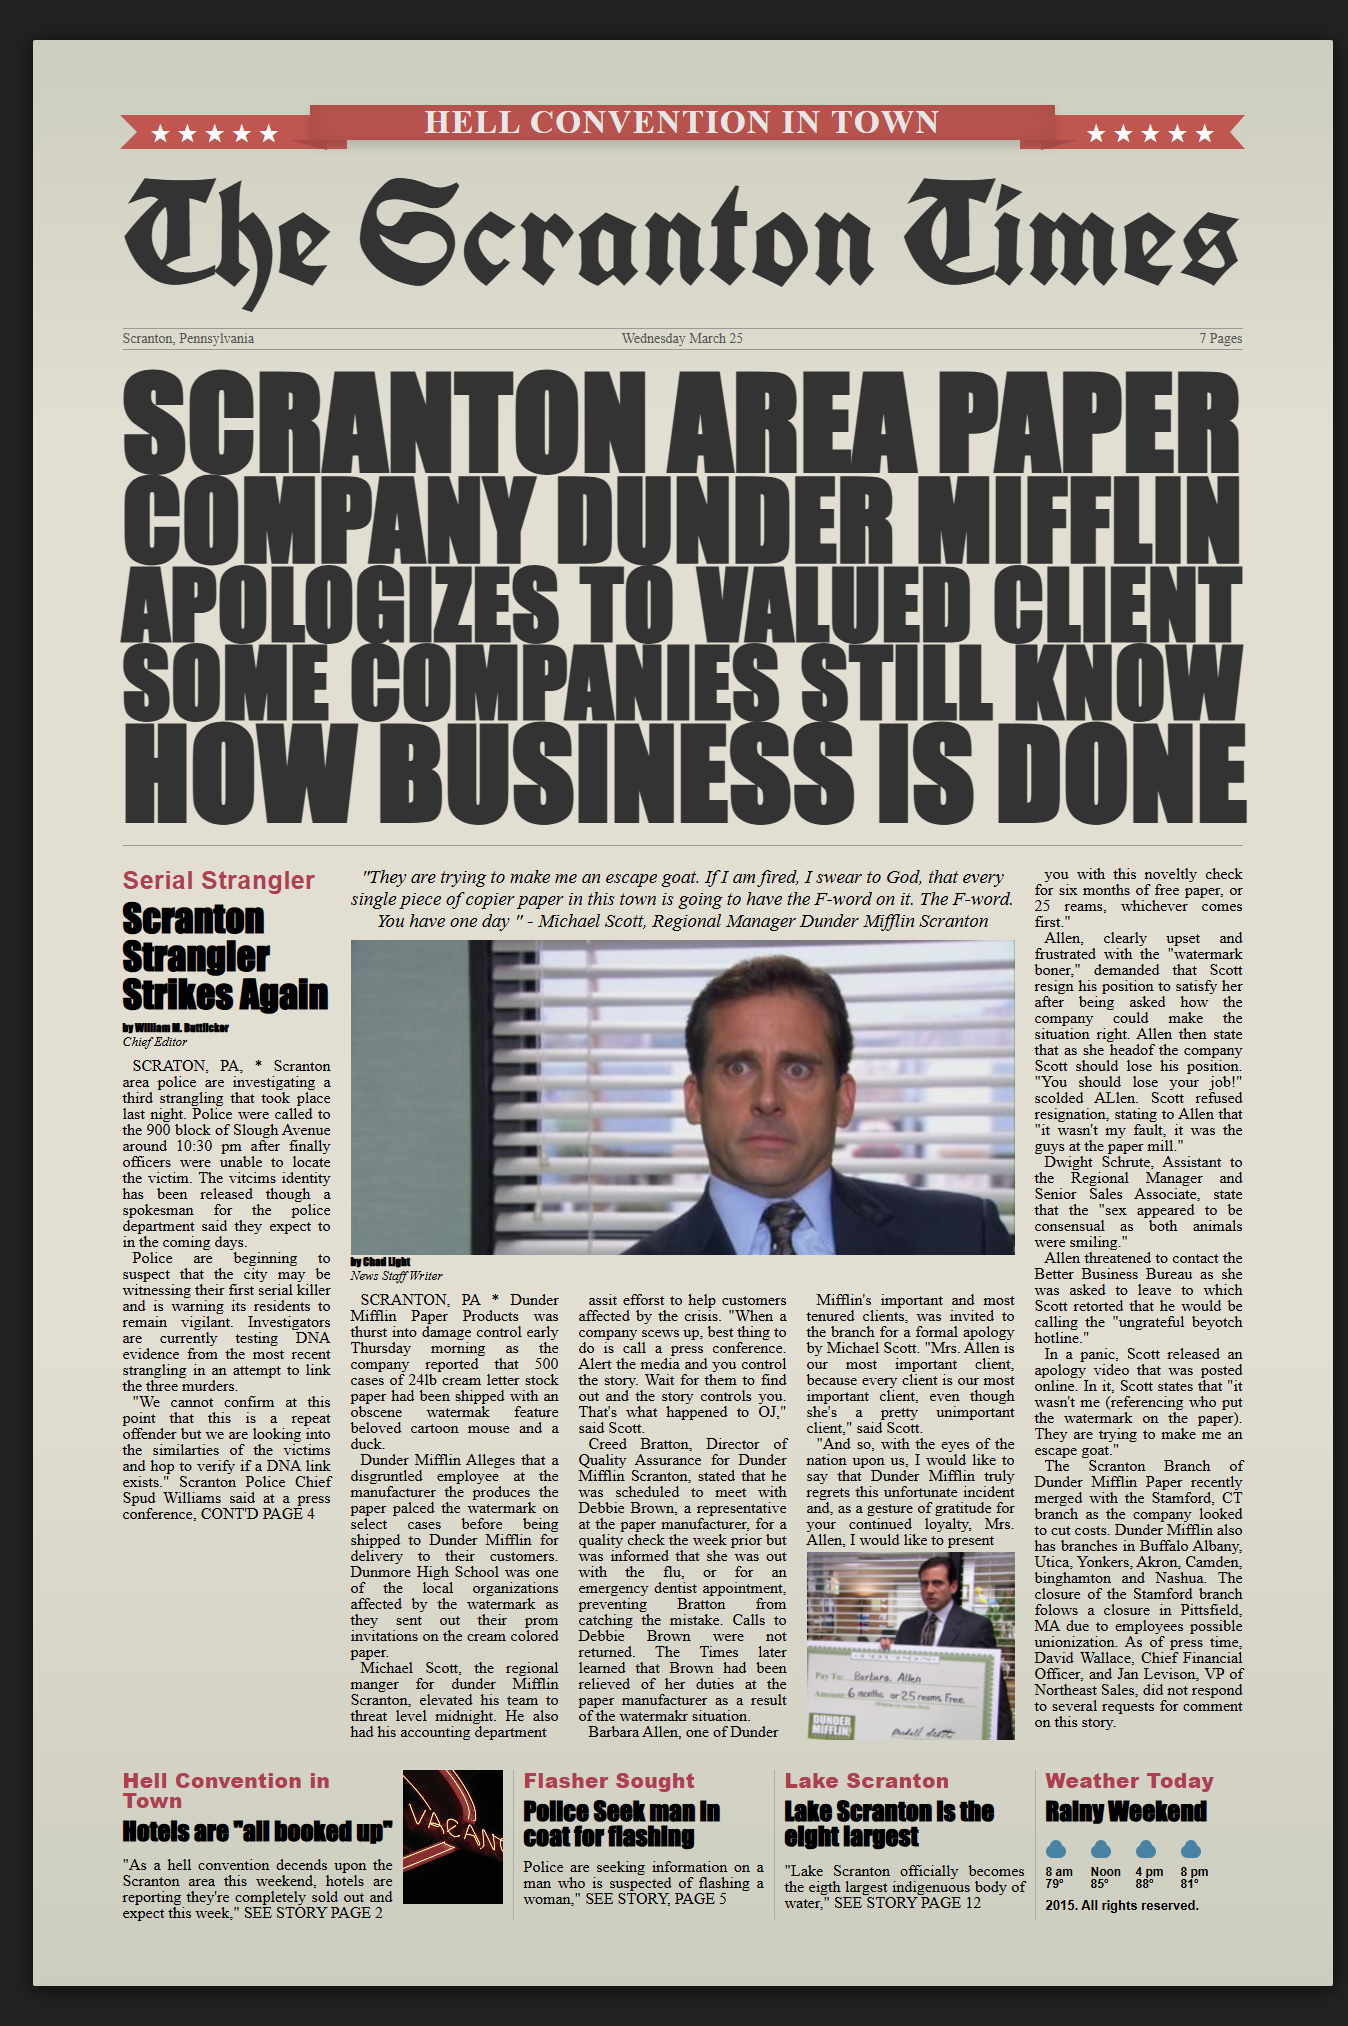 HELL CONVENTION IN TOWN
The Scranton Times
Scranton, Pennsylvania
Wednesday March 25
7 Pages
SCRANTON AREA PAPER
COMPANY DUNDER MIFFLIN
APOLOGIZES TO VALUED CLIENT
SOME COMPANIES STILL KNOW
HOW BUSINESS IS DONE
Serial Strangler
Scranton
Strangler
Strikes Again
by William M. Buttlicker
Chief Editor
SCRATON, PA, * Scranton
area police are investigating a
third strangling that took place
last night. Police were called to
the 900 block of Slough Avenue
around 10:30 pm after finally
officers were unable to locate
the victim. The vitcims identity
has been released though a
spokesman for the police
department said they expect to
in the coming days.
Police are beginning to
suspect that the city may be
witnessing their first serial killer
and is warning its residents to
remain vigilant. Investigators
are currently testing DNA
evidence from the most recent
strangling in an attempt to link
the three murders.
"We cannot confirm at this
point that this is a repeat
offender but we are looking into
the similarties of the victims
and hop to verify if a DNA link
exists." Scranton Police Chief
Spud Williams said at a press
conference, CONT'D PAGE 4
"They are trying to make me an escape goat. If I am fired, I swear to God, that every
single piece of copier paper in this town is going to have the F-word on it. The F-word.
You have one day " - Michael Scott, Regional Manager Dunder Mifflin Scranton
by Chad Light
News Staff Writer
SCRANTON, PA * Dunder
Mifflin Paper Products was
thurst into damage control early
Thursday morning as the
company reported that 500
cases of 24lb cream letter stock
paper had been shipped with an
obscene watermak feature
beloved cartoon mouse and a
duck.
Dunder Mifflin Alleges that a
disgruntled employee at the
manufacturer the produces the
paper palced the watermark on
select cases before being
shipped to Dunder Mifflin for
delivery to their customers.
Dunmore High School was one
of the local organizations
affected by the watermark as
they sent out their prom
invitations on the cream colored
paper.
Michael Scott, the regional
manger for dunder Mifflin
Scranton, elevated his team to
threat level midnight. He also
had his accounting department
assit efforst to help customers
affected by the crisis. "When a
company scews up, best thing to
do is call a press conference.
Alert the media and you control
the story. Wait for them to find
out and the story controls you.
That's what happened to OJ,"
said Scott.
Creed Bratton, Director of
Quality Assurance for Dunder
Mifflin Scranton, stated that he
was scheduled to meet with
Debbie Brown, a representative
at the paper manufacturer, for a
quality check the week prior but
was informed that she was out
with the flu, or for an
emergency dentist appointment,
preventing Bratton from
catching the mistake. Calls to
Debbie Brown were not
returned. The Times later
learned that Brown had been
relieved of her duties at the
paper manufacturer as a result
of the watermakr situation.
Barbara Allen, one of Dunder
Mifflin's important and most
tenured clients, was invited to
the branch for a formal apology
by Michael Scott. "Mrs. Allen is
our most important client,
because every client is our most
important client, even though
she's a pretty unimportant
client," said Scott.
"And so, with the eyes of the
nation upon us, I would like to
say that Dunder Mifflin truly
regrets this unfortunate incident
and, as a gesture of gratitude for
your continued loyalty, Mrs.
Allen, I would like to present
Pay To: Barbara Allen
Amount: 6 months or 25 reams Free
DUNDER
MIFFLIN
Michael Scott
you with this noveltly check
for six months of free paper, or
25 reams, whichever comes
first."
Allen, clearly upset and
frustrated with the "watermark
boner," demanded that Scott
resign his position to satisfy her
after being asked how the
company could make the
situation right. Allen then state
that as she headof the company
Scott should lose his position.
"You should lose your job!"
scolded ALlen. Scott refused
resignation, stating to Allen that
"it wasn't my fault, it was the
guys at the paper mill."
Dwight Schrute, Assistant to
the Regional Manager and
Senior Sales Associate, state
that the "sex appeared to be
consensual as both animals
were smiling."
Allen threatened to contact the
Better Business Bureau as she
was asked to leave to which
Scott retorted that he would be
calling the "ungrateful beyotch
hotline."
In a panic, Scott released an
apology video that was posted
online. In it, Scott states that "it
wasn't me (referencing who put
the watermark on the paper).
They are trying to make me an
escape goat."
The Scranton Branch of
Dunder Mifflin Paper recently
merged with the Stamford, CT
branch as the company looked
to cut costs. Dunder Mifflin also
has branches in Buffalo Albany,
Utica, Yonkers, Akron, Camden,
binghamton and Nashua. The
closure of the Stamford branch
folows a closure in Pittsfield,
MA due to employees possible
unionization. As of press time,
David Wallace, Chief Financial
Officer, and Jan Levison, VP of
Northeast Sales, did not respond
to several requests for comment
on this story.
Hell Convention in
Town
Hotels are "all booked up"
"As a hell convention decends upon the
Scranton area this weekend, hotels are
reporting they're completely sold out and
expect this week," SEE STORY PAGE 2
VACANT
Flasher Sought
Police Seek man in
coat for flashing
Police are seeking information on a
man who is suspected of flashing a
woman," SEE STORY, PAGE 5
Lake Scranton
Lake Scranton is the
eight largest
"Lake Scranton officially becomes
the eigth largest indigenous body of
water," SEE STORY PAGE 12
Weather Today
Rainy Weekend
8 am Noon 4 pm 8 pm
79º 85º 88º 81º
2015. All rights reserved.